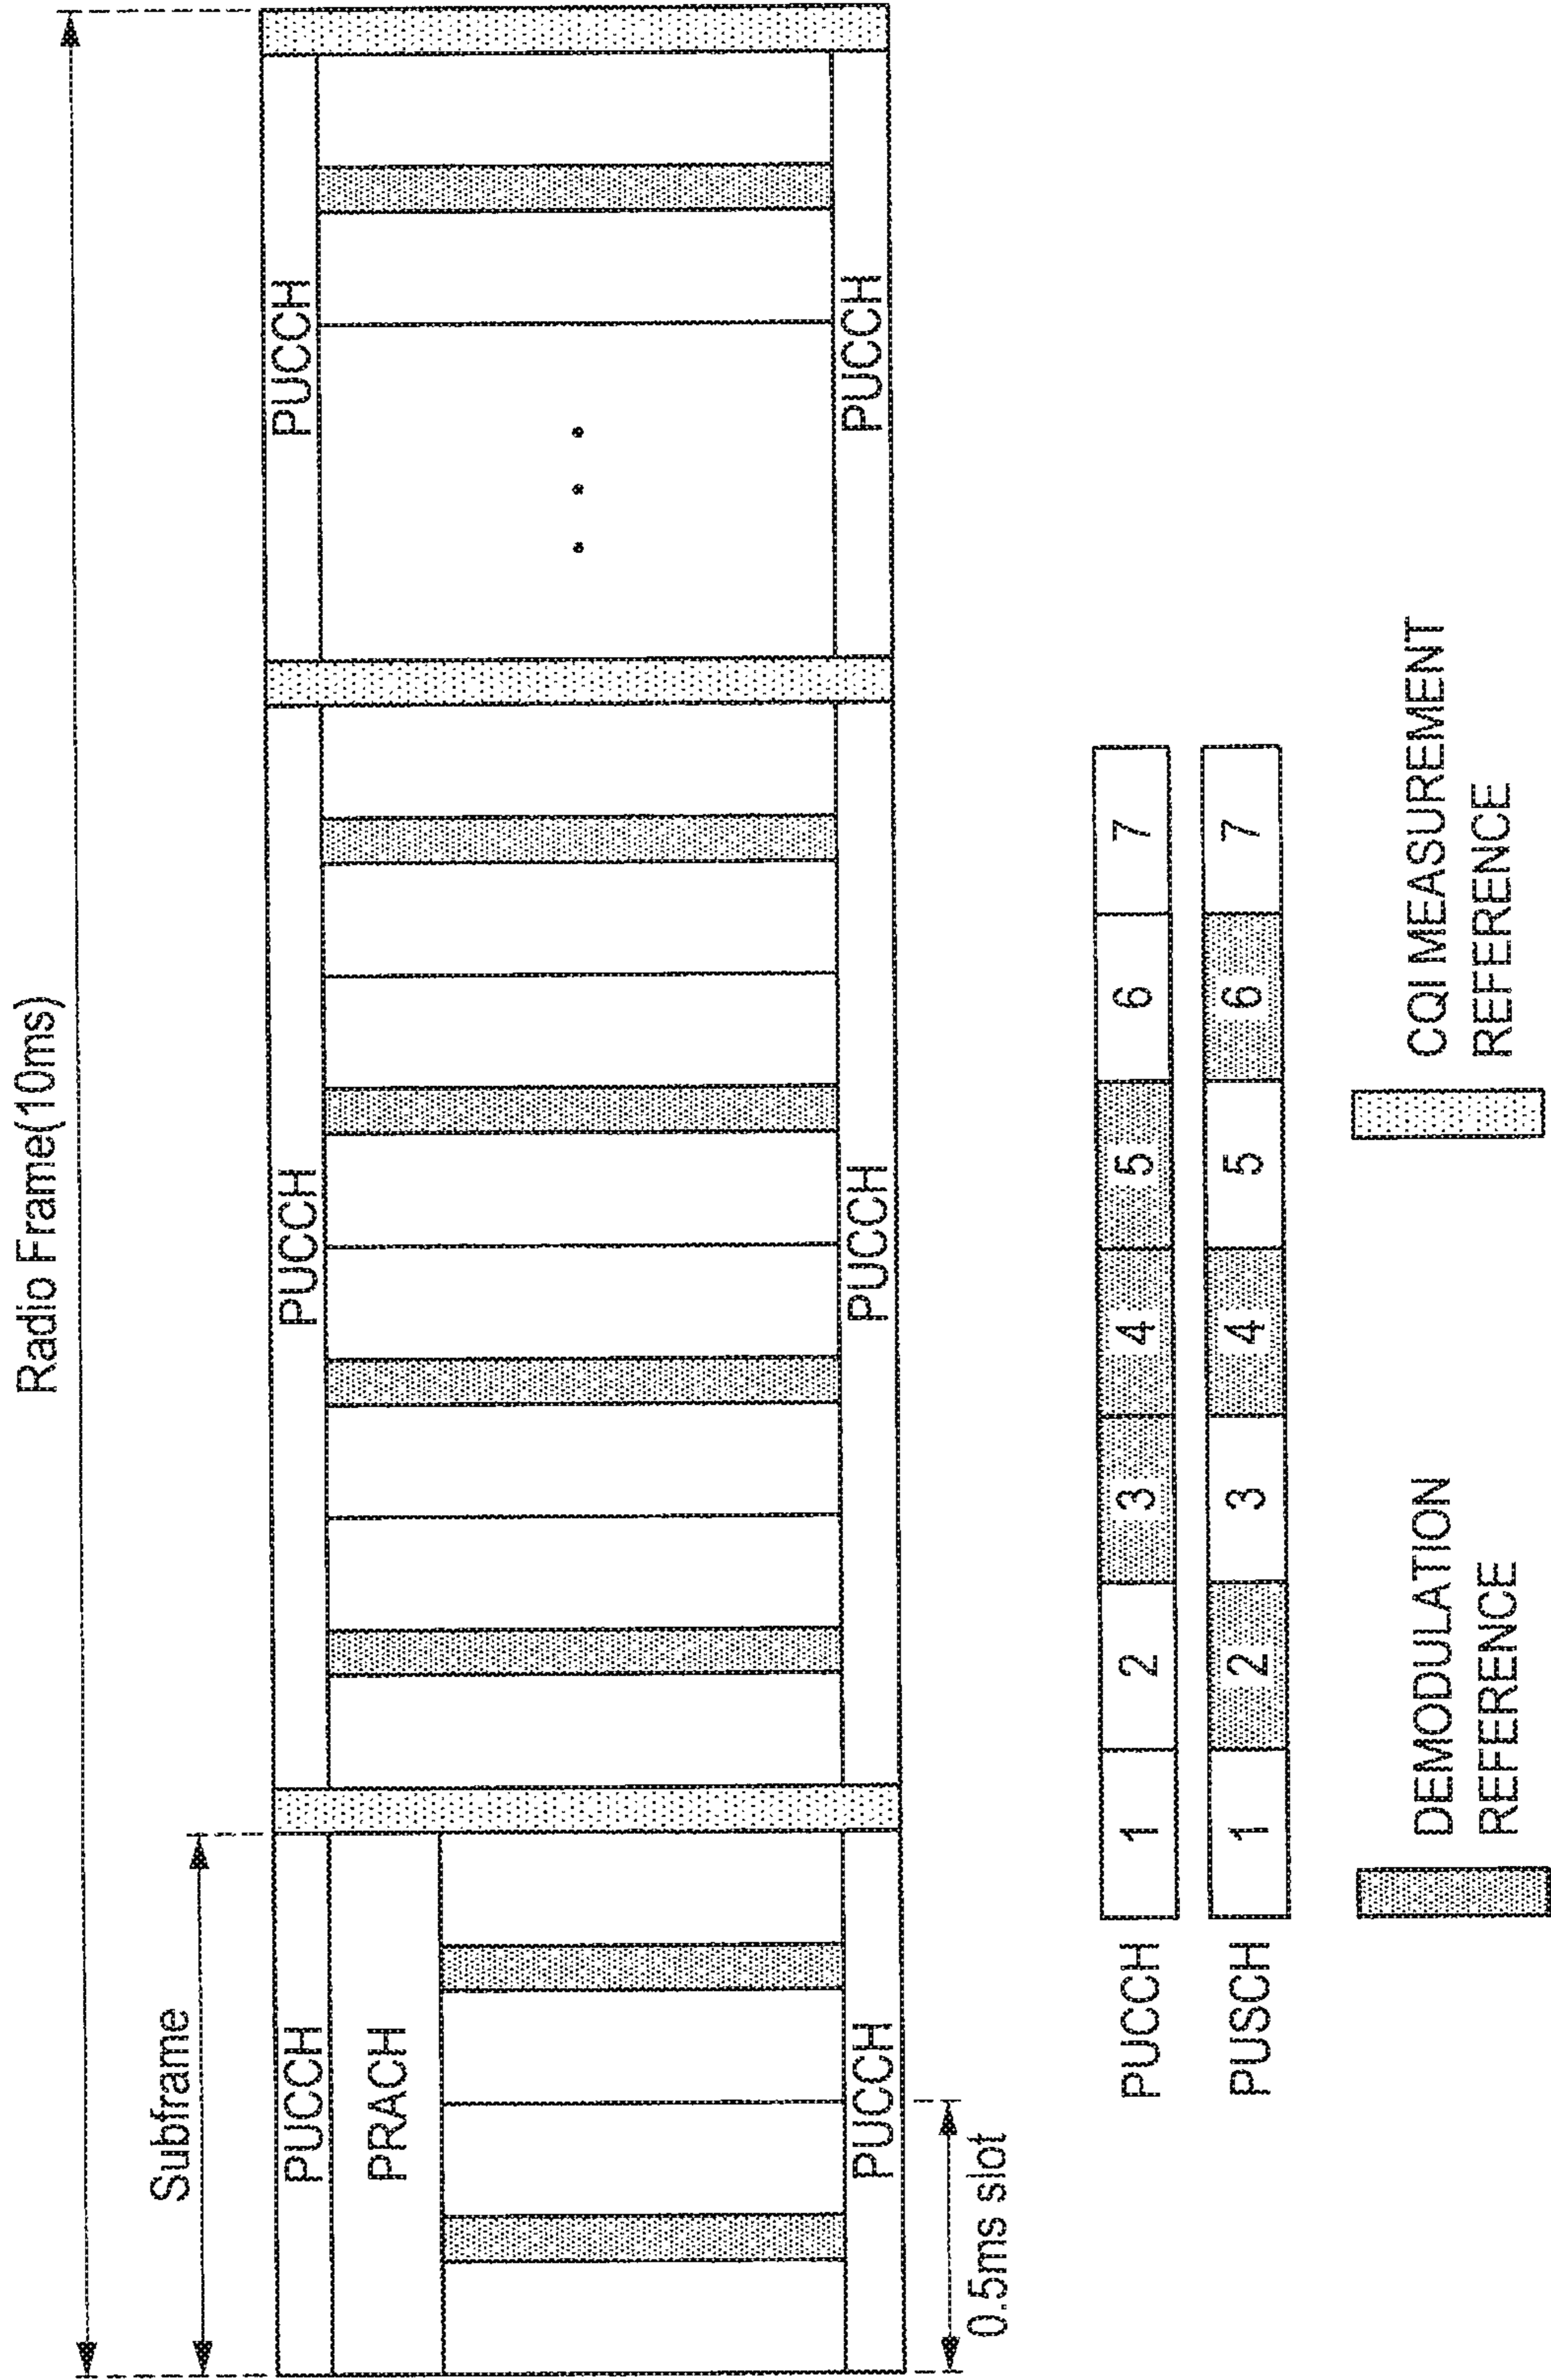 Radio Frame(10ms)
Subframe
PUCCH PUCCH PUCCH
PRACH
PUCCH PUCCH PUCCH
0.5ms slot
PUCCH 1 2 3 4 5 6 7
PUSCH 1 2 3 4 5 6 7
DEMODULATION
REFERENCE
CQI MEASUREMENT
REFERENCE